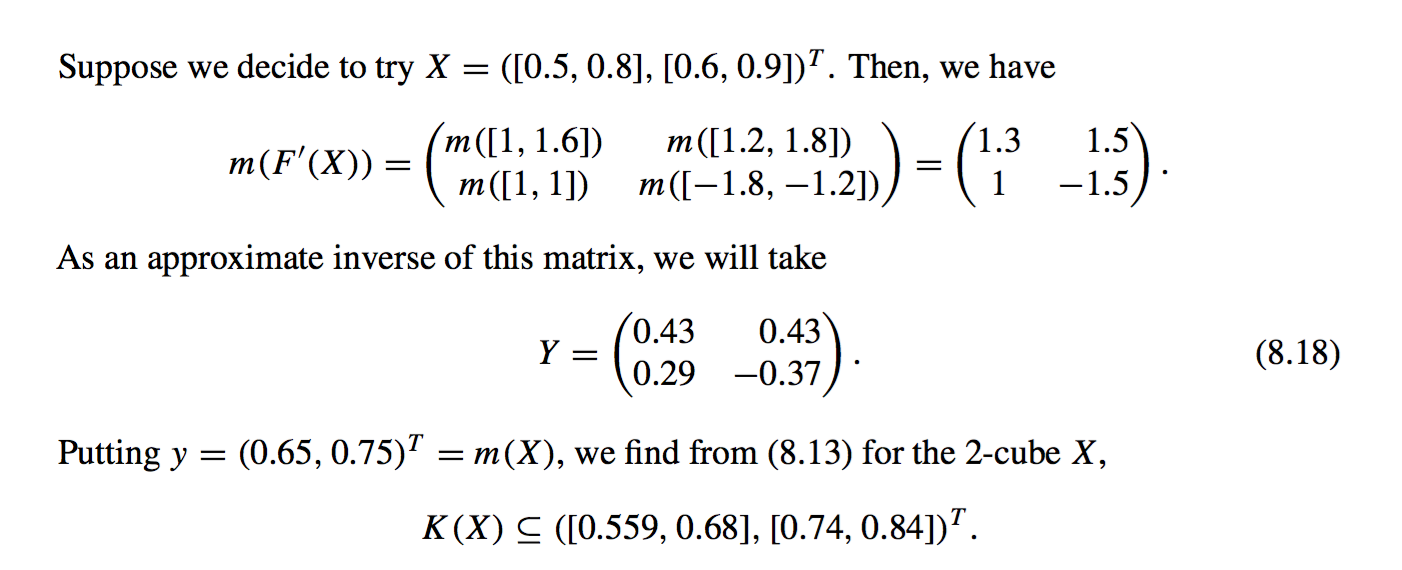 Suppose we decide to try X = ([0.5, 0.8], [0.6, 0.9])^T. Then, we have
m(F′(X)) = ( m([1, 1.6]) m([1.2, 1.8]) ; m([1, 1]) m([−1.8, −1.2]) ) = ( 1.3 1.5 ; 1 −1.5 ).
As an approximate inverse of this matrix, we will take
Y = ( 0.43 0.43 ; 0.29 −0.37 ). (8.18)
Putting y = (0.65, 0.75)^T = m(X), we find from (8.13) for the 2-cube X,
K(X) ⊆ ([0.559, 0.68], [0.74, 0.84])^T.